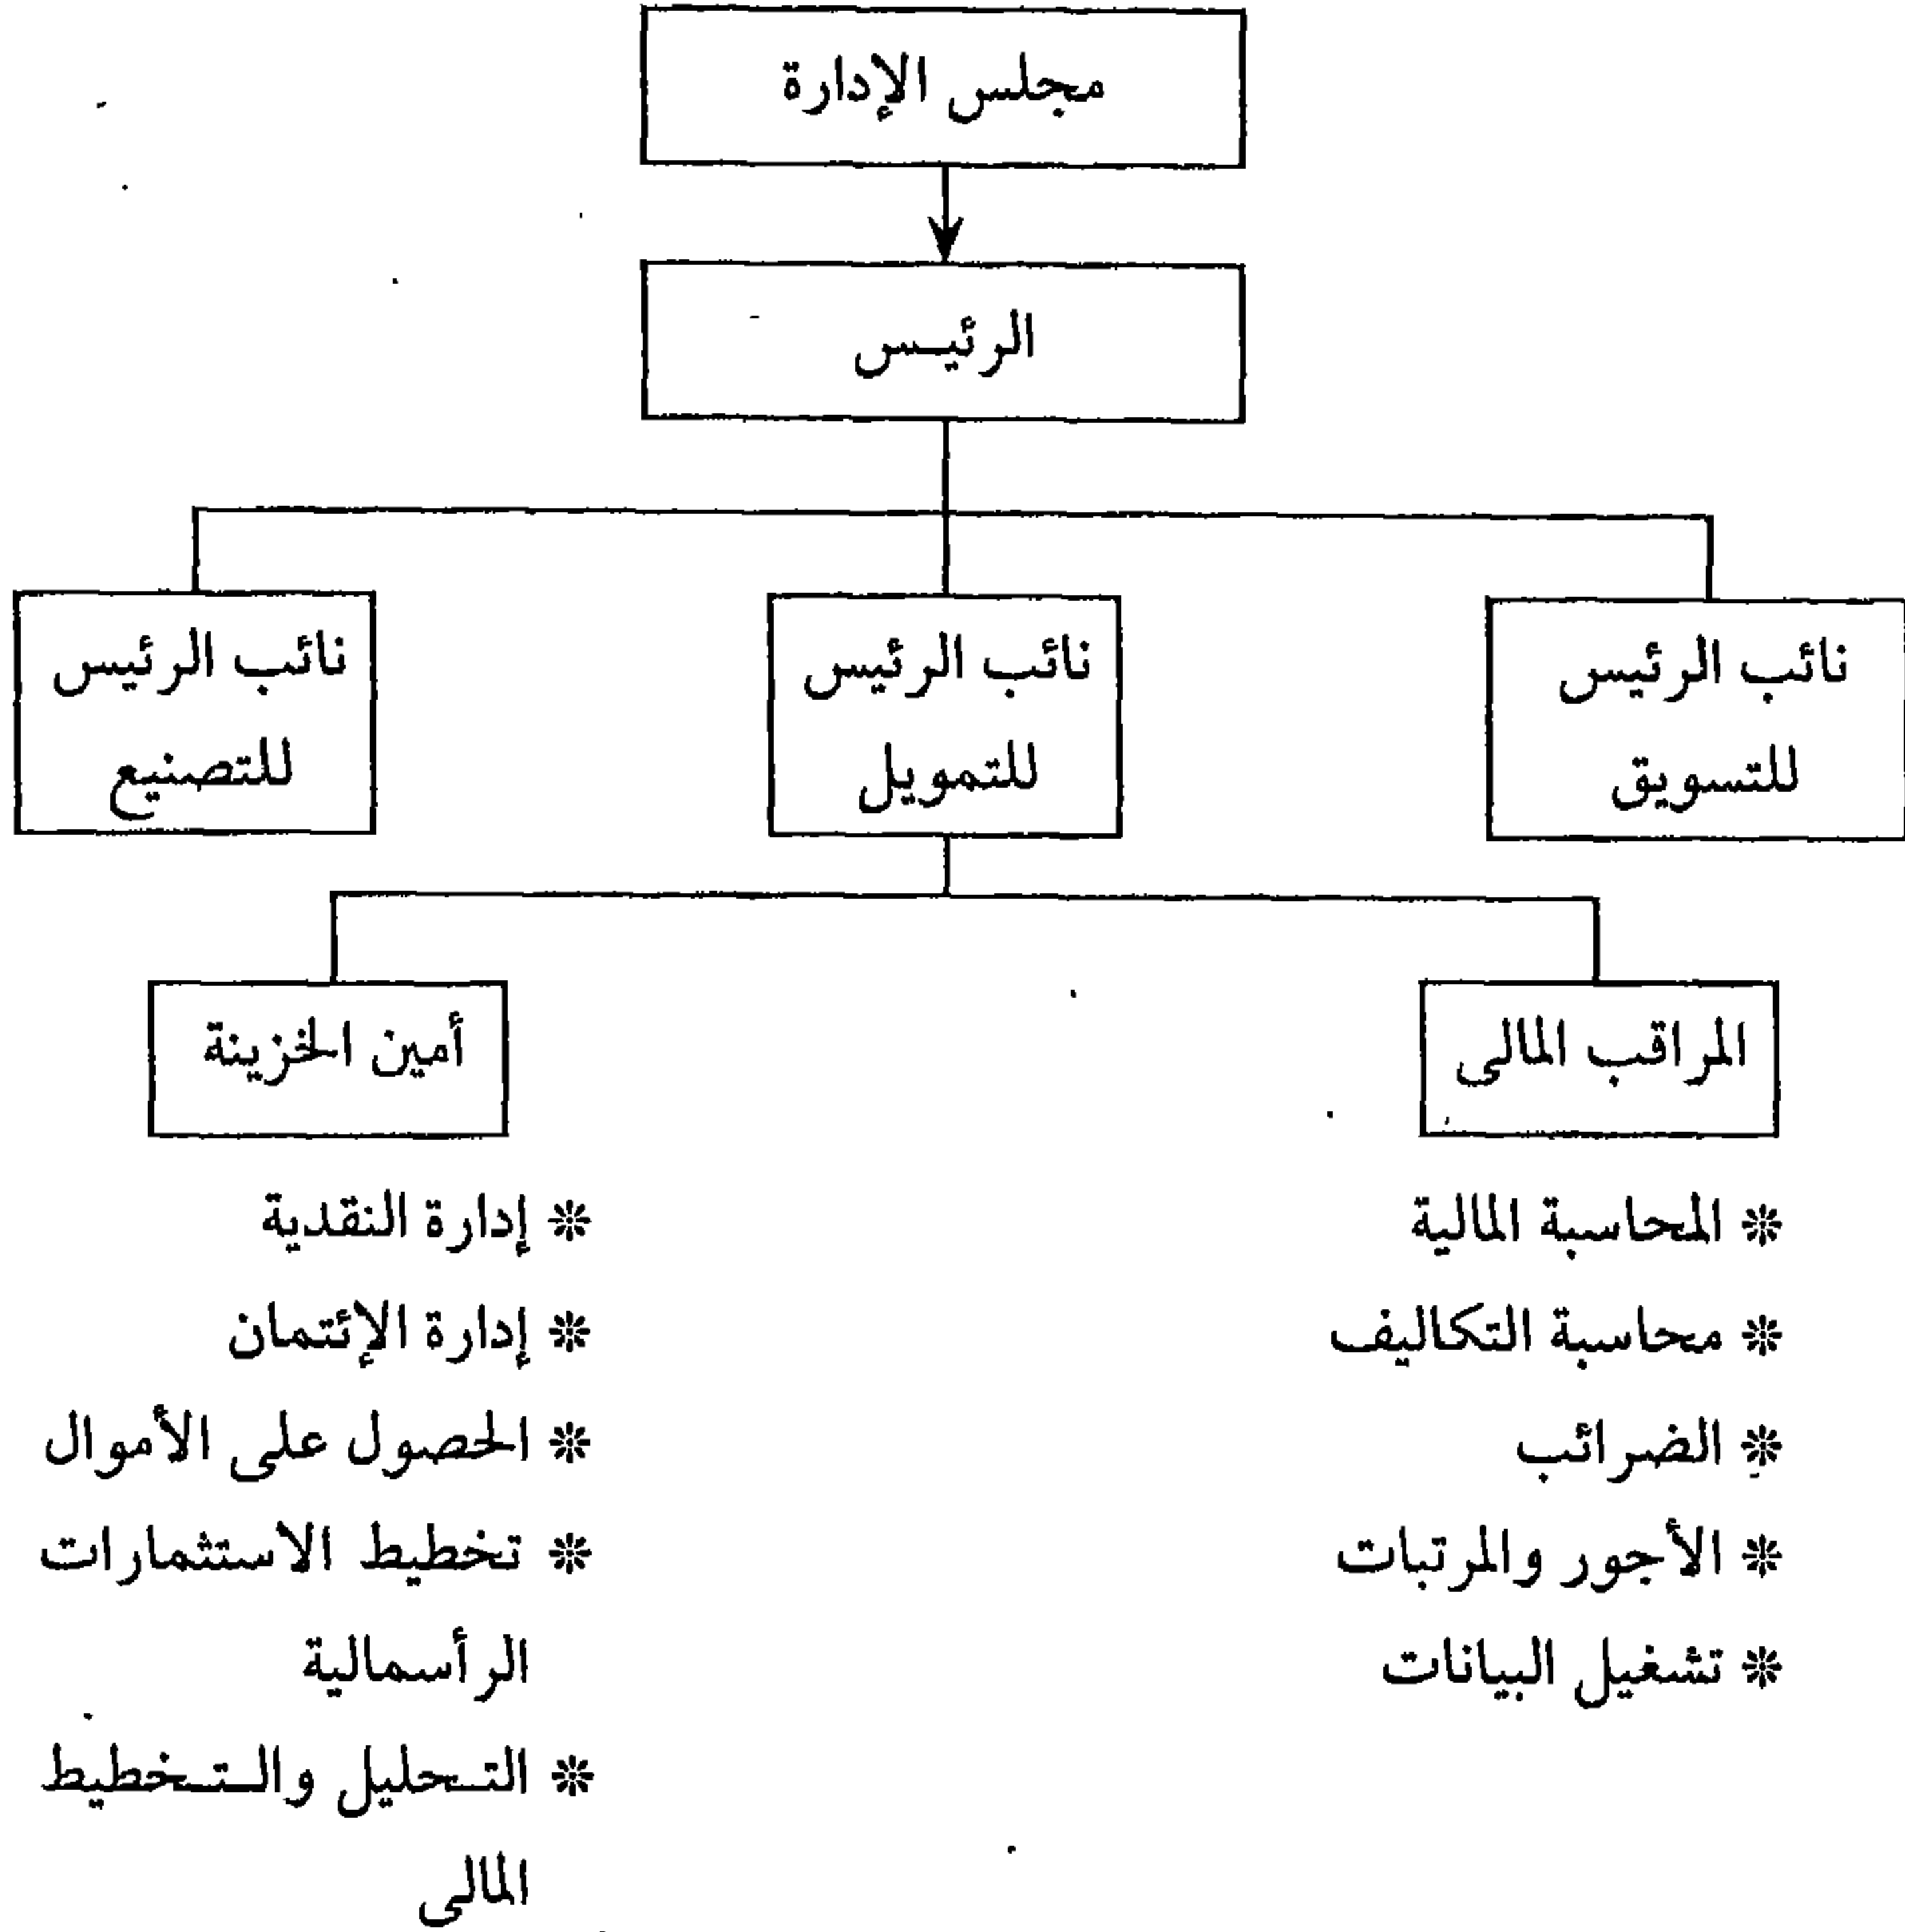 مجلس الإدارة
الرئيس
نائب الرئيس
للتسويق
نائب الرئيس
للتمويل
نائب الرئيس
للتصنيع
المراقب المالى
أمين الخزينة
❊ المحاسبة المالية
❊ محاسبة التكاليف
❊ الضرائب
❊ الأجور والمرتبات
❊ تشغيل البيانات
❊ إدارة النقدية
❊ إدارة الإئتمان
❊ الحصول على الأموال
❊ تخطيط الاستثمارات
الرأسمالية
❊ التحليل والتخطيط
المالى